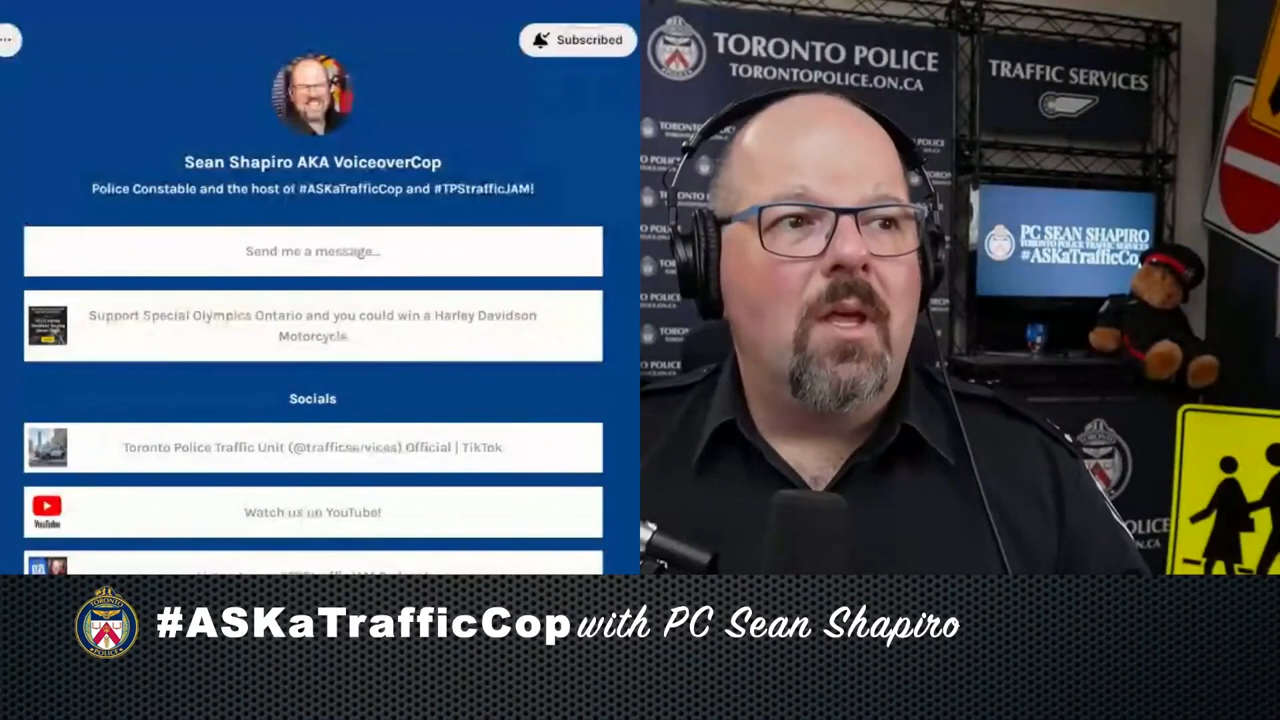 Subscribed
Sean Shapiro AKA VoiceoverCop
Police Constable and the host of #ASKaTrafficCop and #TPStrafficJAM!
Send me a message...
Support Special Olympics Ontario and you could win a Harley Davidson
Motorcycle
Socials
Toronto Police Traffic Unit (@trafficservices) Official | TikTok
YouTube
Watch us on YouTube!
TORONTO POLICE
TORONTOPOLICE.ON.CA
TRAFFIC SERVICES
PC SEAN SHAPIRO
TORONTO POLICE TRAFFIC SERVICES
#ASKaTrafficCo
OLICE
N.CA
#ASKaTrafficCop with PC Sean Shapiro
TORONTO
POLICE